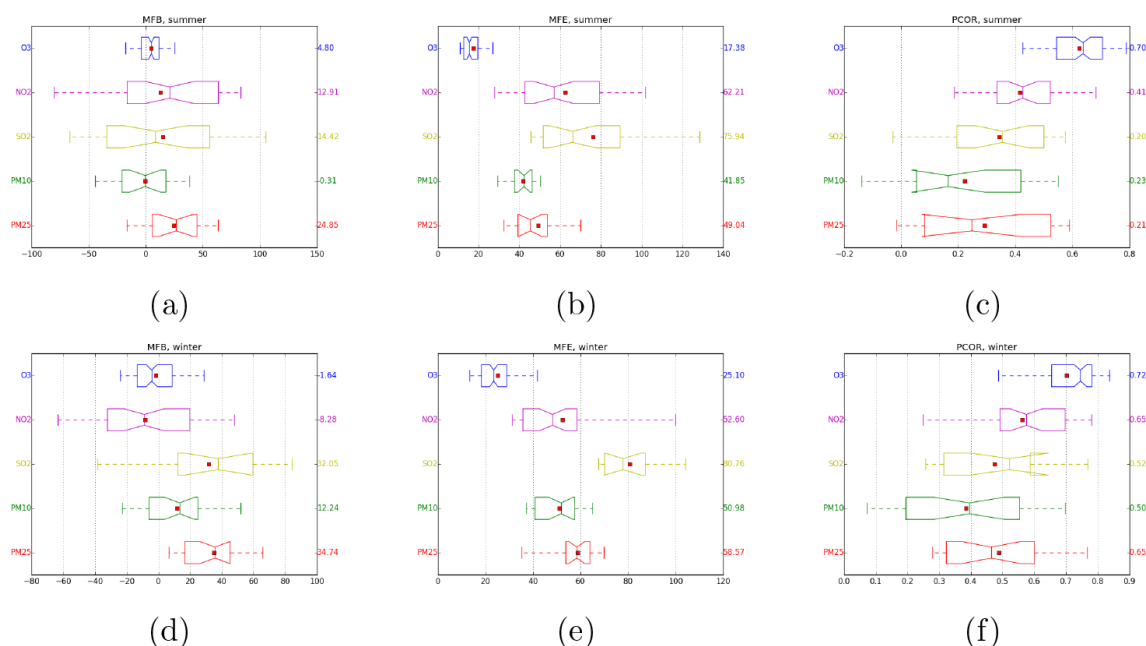 MFB, summer
O3 4.80
NO2 12.91
SO2 14.42
PM10 -0.31
PM25 24.85
−100 −50 0 50 100 150
(a)
MFE, summer
O3 17.38
NO2 62.21
SO2 75.94
PM10 41.85
PM25 49.04
0 20 40 60 80 100 120 140
(b)
PCOR, summer
O3 0.70
NO2 0.41
SO2 0.20
PM10 0.23
PM25 0.21
−0.2 0.0 0.2 0.4 0.6 0.8
(c)
MFB, winter
O3 -1.64
NO2 -8.28
SO2 32.05
PM10 12.24
PM25 34.74
−80 −60 −40 −20 0 20 40 60 80 100
(d)
MFE, winter
O3 25.10
NO2 52.60
SO2 80.76
PM10 50.98
PM25 58.57
0 20 40 60 80 100 120
(e)
PCOR, winter
O3 0.72
NO2 0.65
SO2 0.52
PM10 0.50
PM25 0.65
0.0 0.1 0.2 0.3 0.4 0.5 0.6 0.7 0.8 0.9
(f)